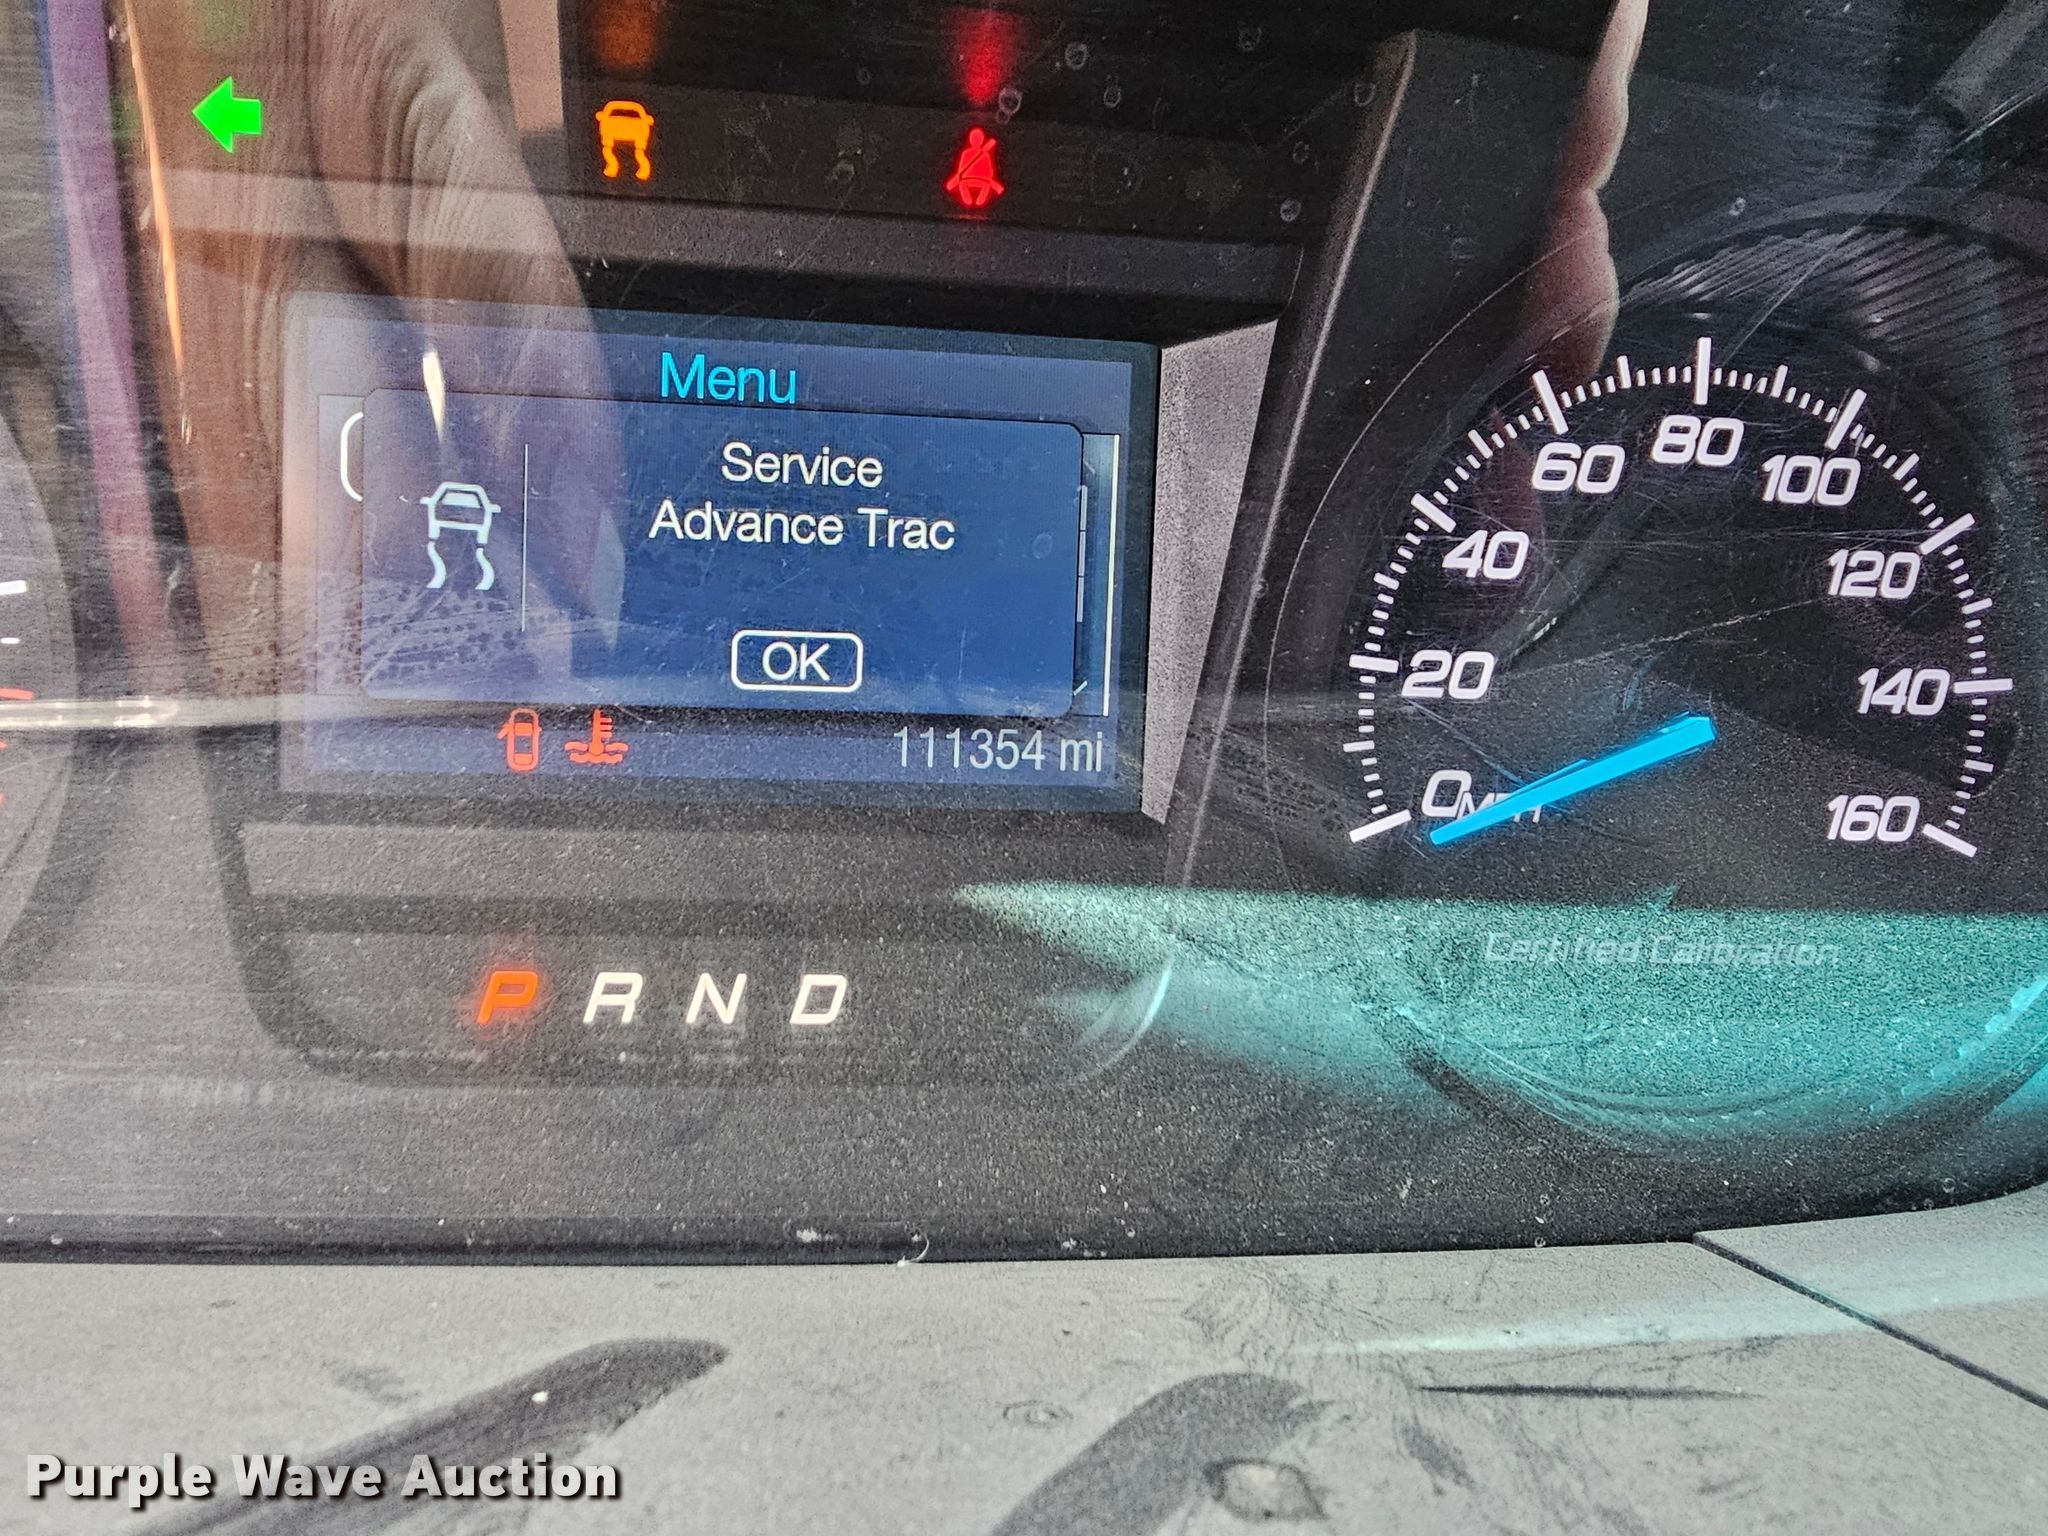 Menu
Service
Advance Trac
OK
111354 mi
0
20
40
60
80
100
120
140
160
MPH
Certified Calibration
P R N D
Purple Wave Auction